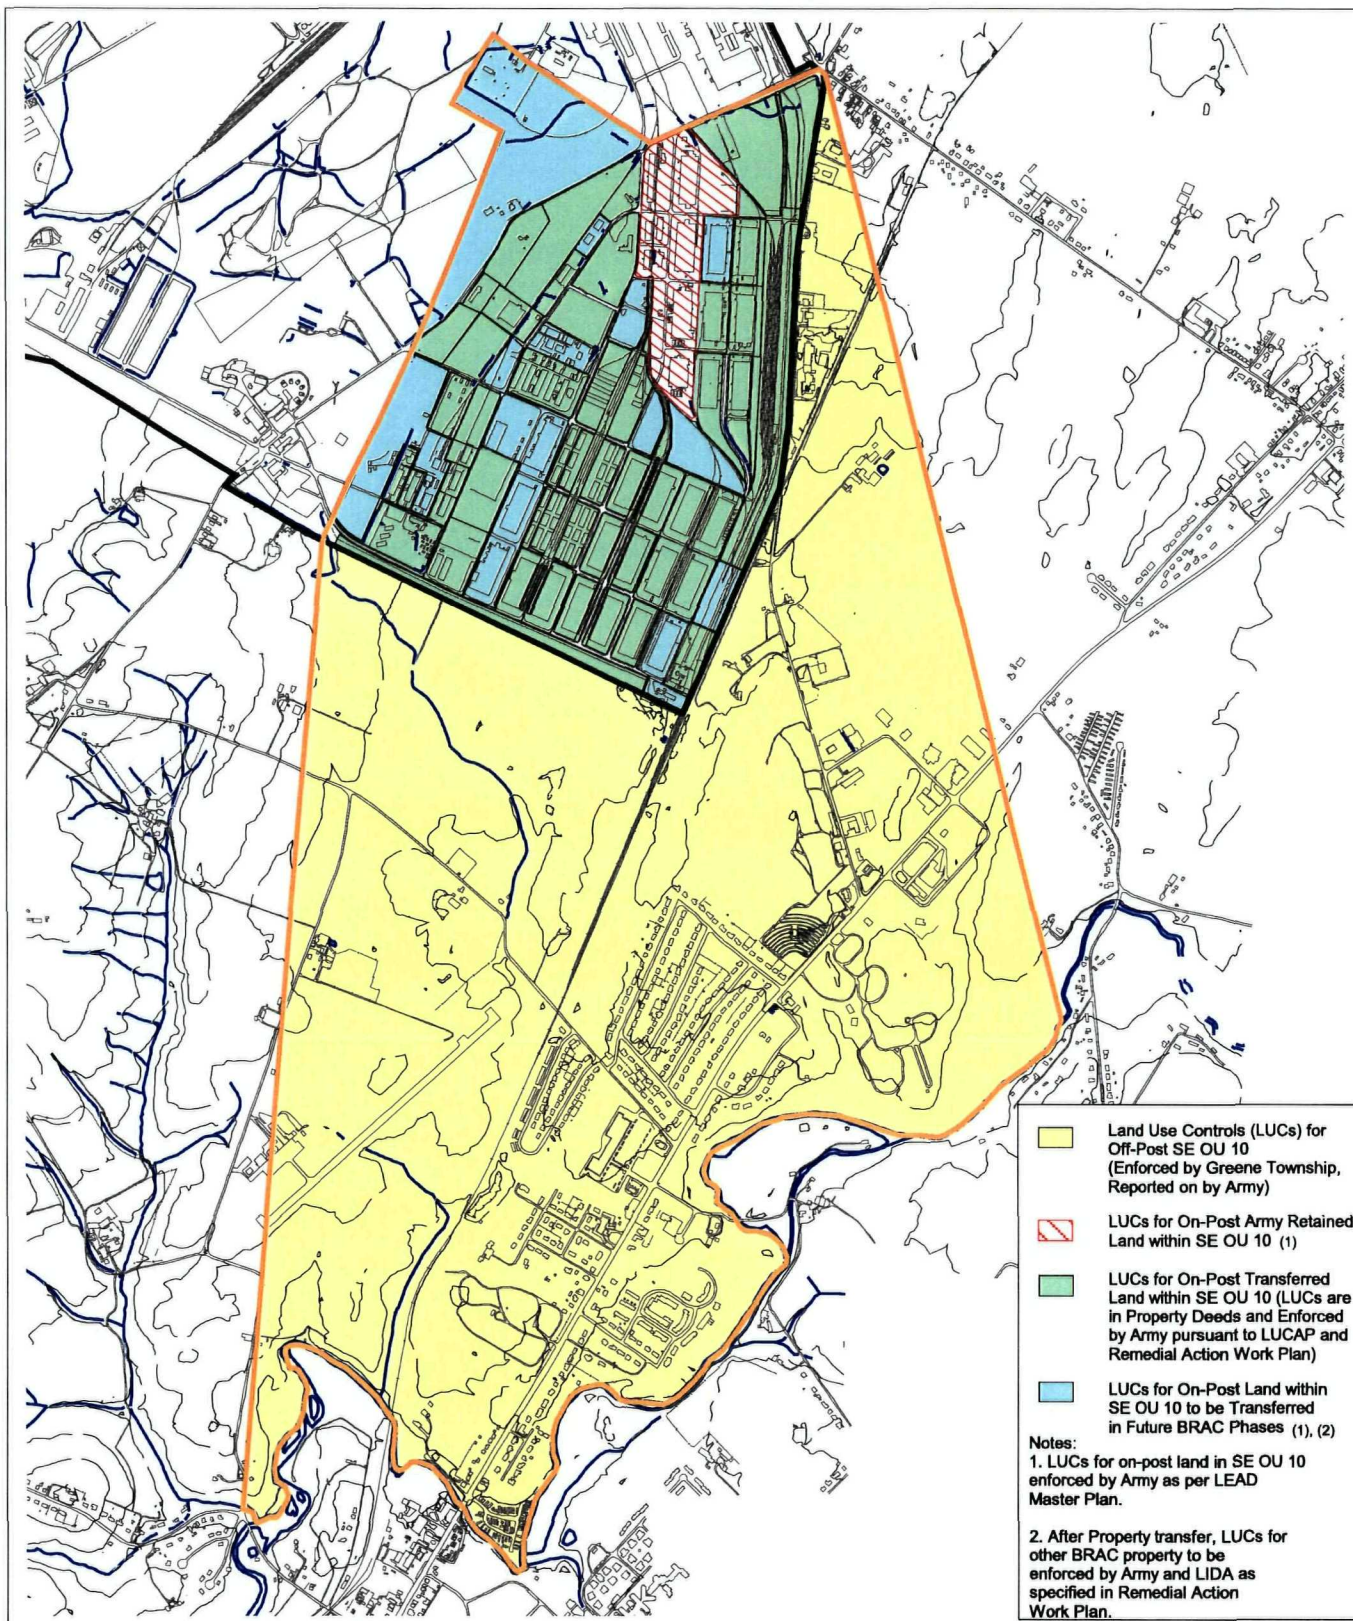 Land Use Controls (LUCs) for
Off-Post SE OU 10
(Enforced by Greene Township,
Reported on by Army)
LUCs for On-Post Army Retained
Land within SE OU 10 (1)
LUCs for On-Post Transferred
Land within SE OU 10 (LUCs are
in Property Deeds and Enforced
by Army pursuant to LUCAP and
Remedial Action Work Plan)
LUCs for On-Post Land within
SE OU 10 to be Transferred
in Future BRAC Phases (1), (2)
Notes:
1. LUCs for on-post land in SE OU 10
enforced by Army as per LEAD
Master Plan.
2. After Property transfer, LUCs for
other BRAC property to be
enforced by Army and LIDA as
specified in Remedial Action
Work Plan.